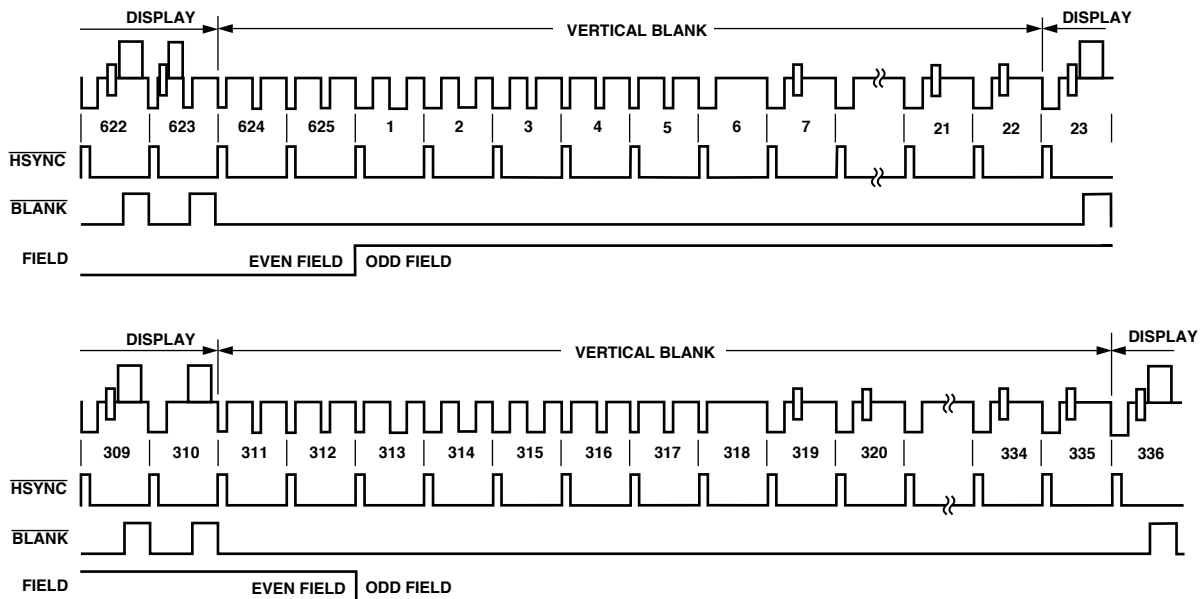 DISPLAY VERTICAL BLANK DISPLAY
622 623 624 625 1 2 3 4 5 6 7 21 22 23
HSYNC
BLANK
FIELD EVEN FIELD ODD FIELD
DISPLAY VERTICAL BLANK DISPLAY
309 310 311 312 313 314 315 316 317 318 319 320 334 335 336
HSYNC
BLANK
FIELD EVEN FIELD ODD FIELD